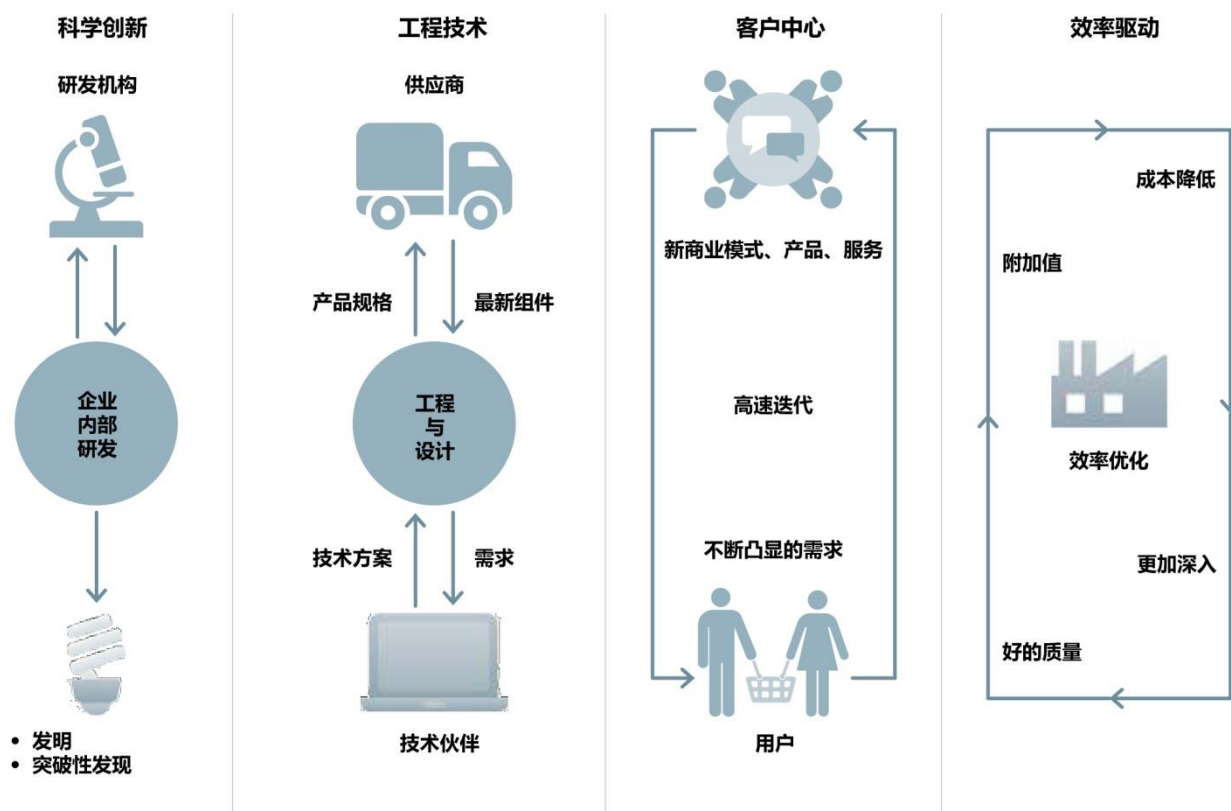 科学创新
研发机构
企业
内部
研发
• 发明
• 突破性发现
工程技术
供应商
产品规格
最新组件
工程
与
设计
技术方案
需求
技术伙伴
客户中心
新商业模式、产品、服务
高速迭代
不断凸显的需求
用户
效率驱动
成本降低
附加值
效率优化
更加深入
好的质量